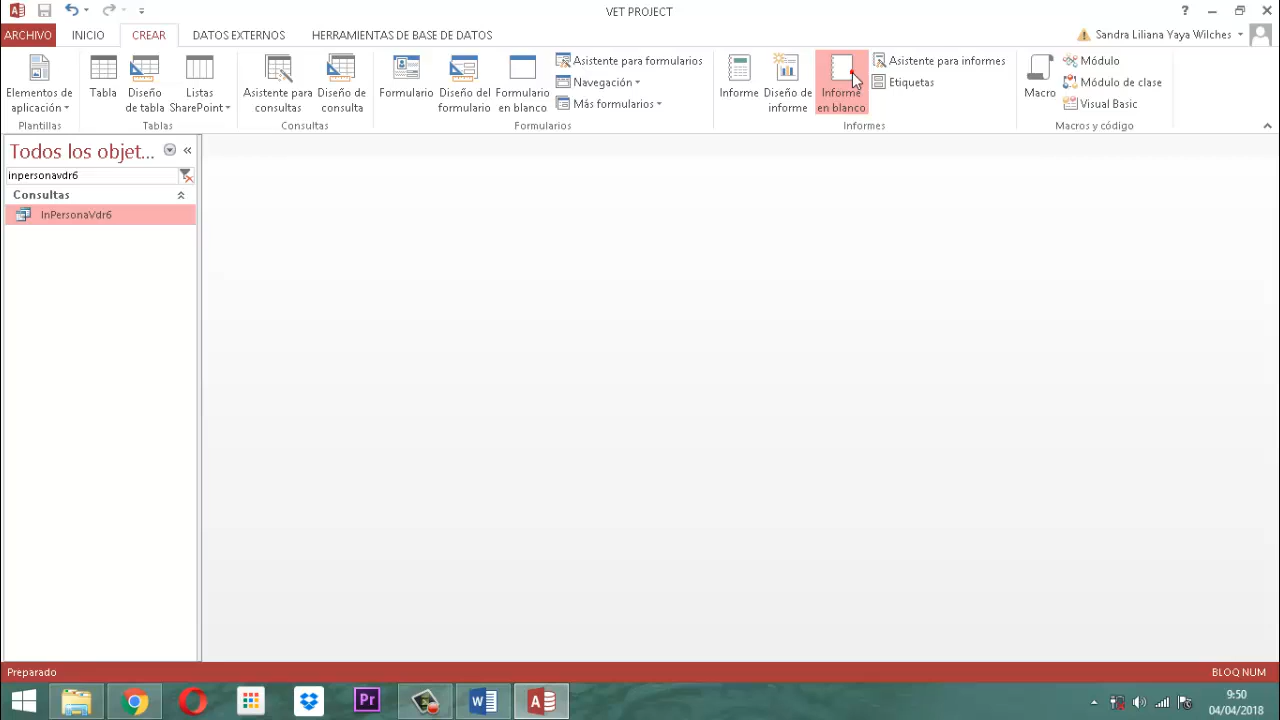 VET PROJECT
ARCHIVO INICIO CREAR DATOS EXTERNOS HERRAMIENTAS DE BASE DE DATOS Sandra Liliana Yaya Wilches
Elementos de aplicación
Plantillas
Tabla
Diseño de tabla
Listas SharePoint
Tablas
Asistente para consultas
Diseño de consulta
Consultas
Formulario
Diseño del formulario
Formulario en blanco
Asistente para formularios
Navegación
Más formularios
Formularios
Informe
Diseño de informe
Informe en blanco
Asistente para informes
Etiquetas
Informes
Macro
Módulo
Módulo de clase
Visual Basic
Macros y código
Todos los objet...
inpersonavdr6
Consultas
InPersonaVdr6
Preparado
BLOQ NUM
Pr
9:50
04/04/2018